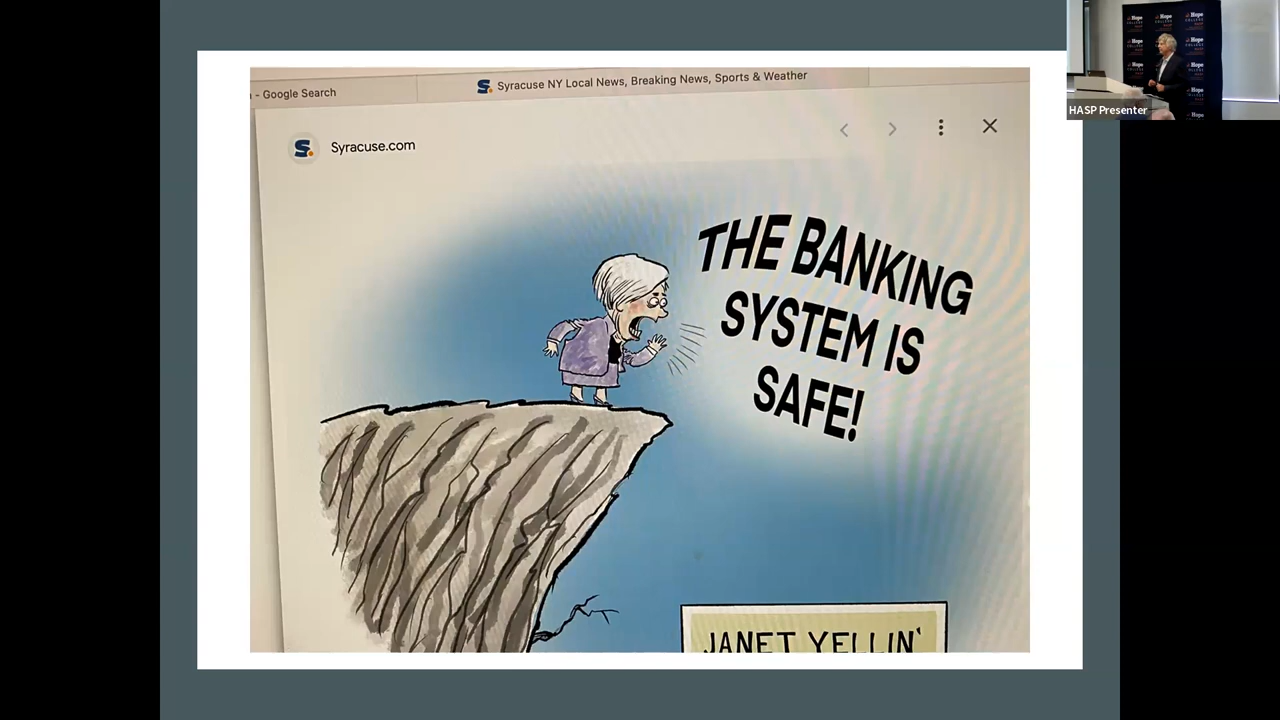 - Google Search
Syracuse NY Local News, Breaking News, Sports & Weather
S.
Syracuse.com
THE BANKING
SYSTEM IS
SAFE!
JANET YELLIN'
HASP Presenter
Hope